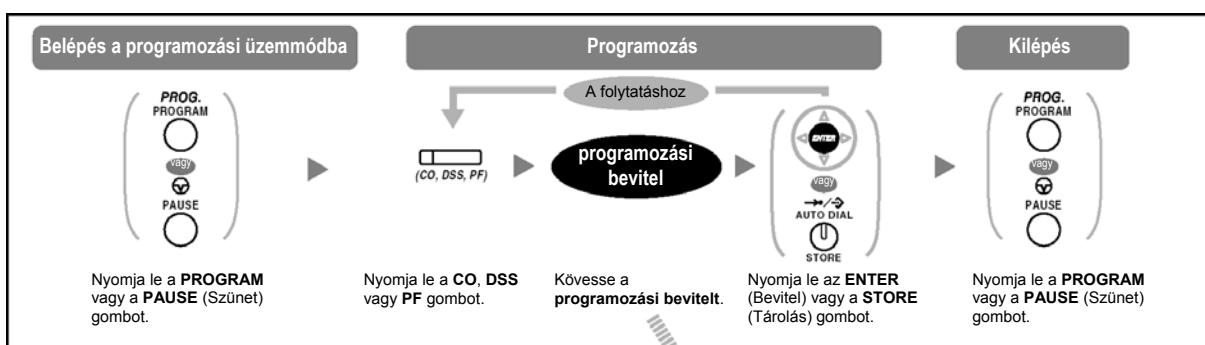 Belépés a programozási üzemmódba
Programozás
Kilépés
PROG.
PROGRAM
vagy
PAUSE
Nyomja le a PROGRAM
vagy a PAUSE (Szünet)
gombot.
A folytatáshoz
(CO, DSS, PF)
Nyomja le a CO, DSS
vagy PF gombot.
programozási
bevitel
Kövesse a
programozási bevitelt.
ENTER
vagy
AUTO DIAL
STORE
Nyomja le az ENTER
(Bevitel) vagy a STORE
(Tárolás) gombot.
PROG.
PROGRAM
vagy
PAUSE
Nyomja le a PROGRAM
vagy a PAUSE (Szünet)
gombot.